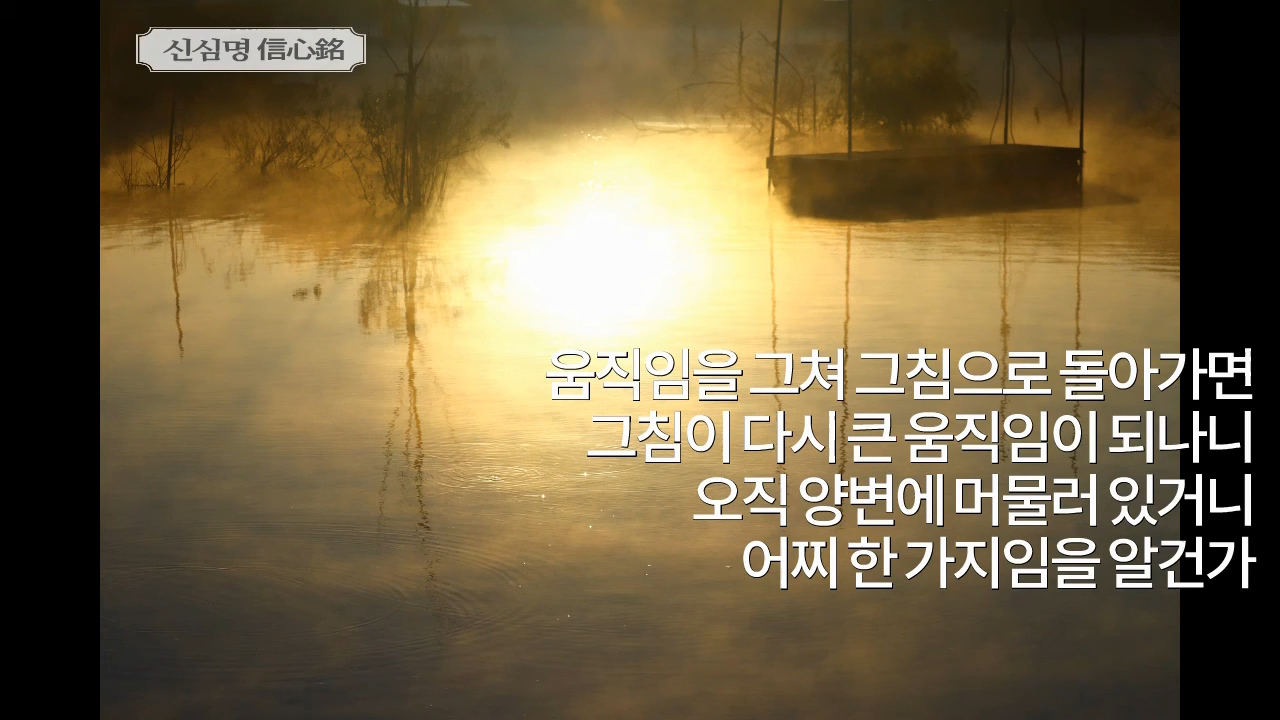 신심명 信心銘
움직임을 그쳐 그침으로 돌아가면
그침이 다시 큰 움직임이 되나니
오직 양변에 머물러 있거니
어찌 한 가지임을 알건가